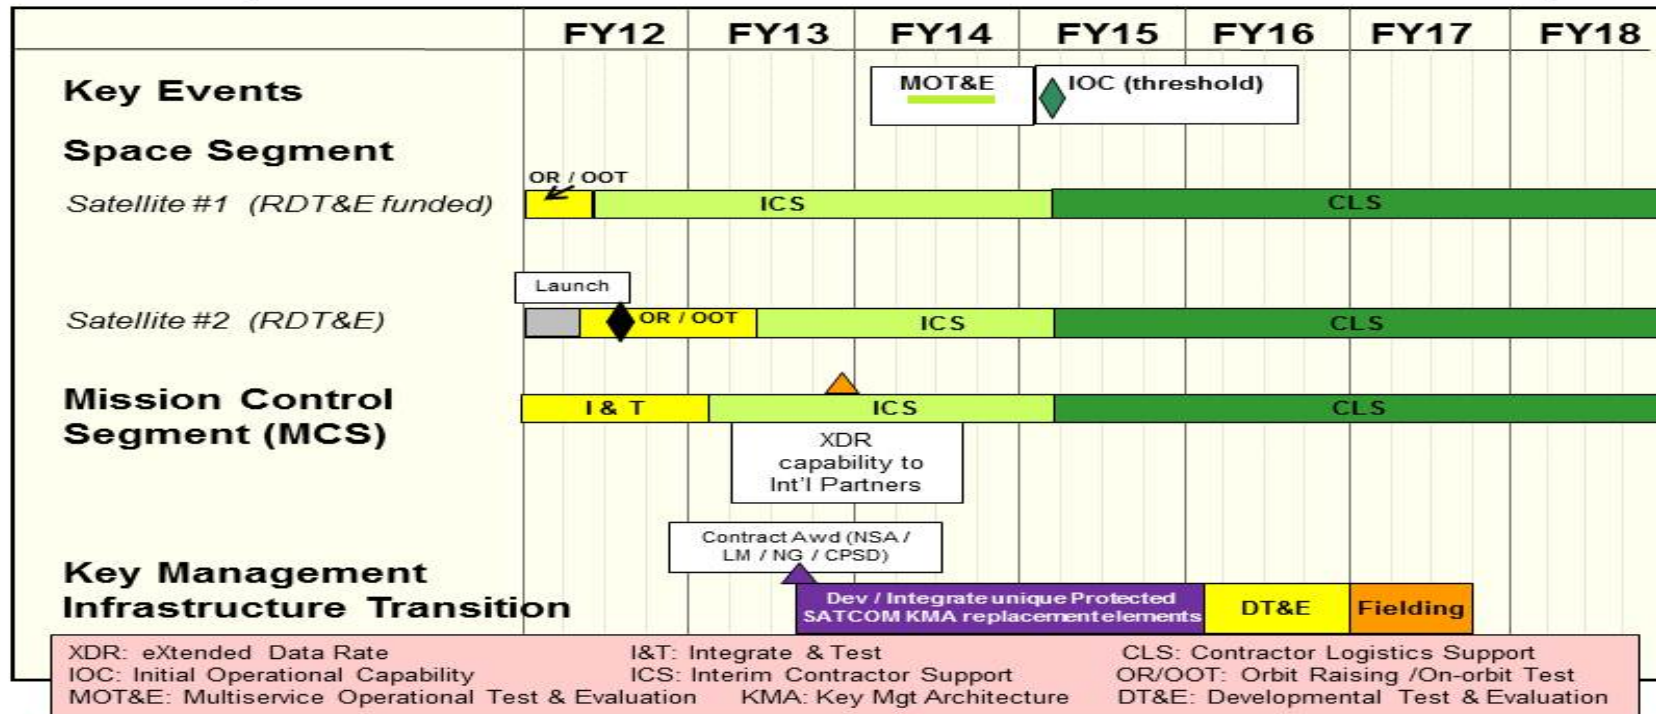 FY12 FY13 FY14 FY15 FY16 FY17 FY18
Key Events
MOT&E
IOC (threshold)
Space Segment
OR / OOT
Satellite #1 (RDT&E funded)
ICS
CLS
Launch
Satellite #2 (RDT&E)
OR / OOT
ICS
CLS
Mission Control
Segment (MCS)
I & T
ICS
CLS
XDR
capability to
Int'l Partners
Contract Awd (NSA /
LM / NG / CPSD)
Key Management
Infrastructure Transition
Dev / Integrate unique Protected
SATCOM KMA replacement elements
DT&E
Fielding
XDR: eXtended Data Rate I&T: Integrate & Test CLS: Contractor Logistics Support
IOC: Initial Operational Capability ICS: Interim Contractor Support OR/OOT: Orbit Raising /On-orbit Test
MOT&E: Multiservice Operational Test & Evaluation KMA: Key Mgt Architecture DT&E: Developmental Test & Evaluation